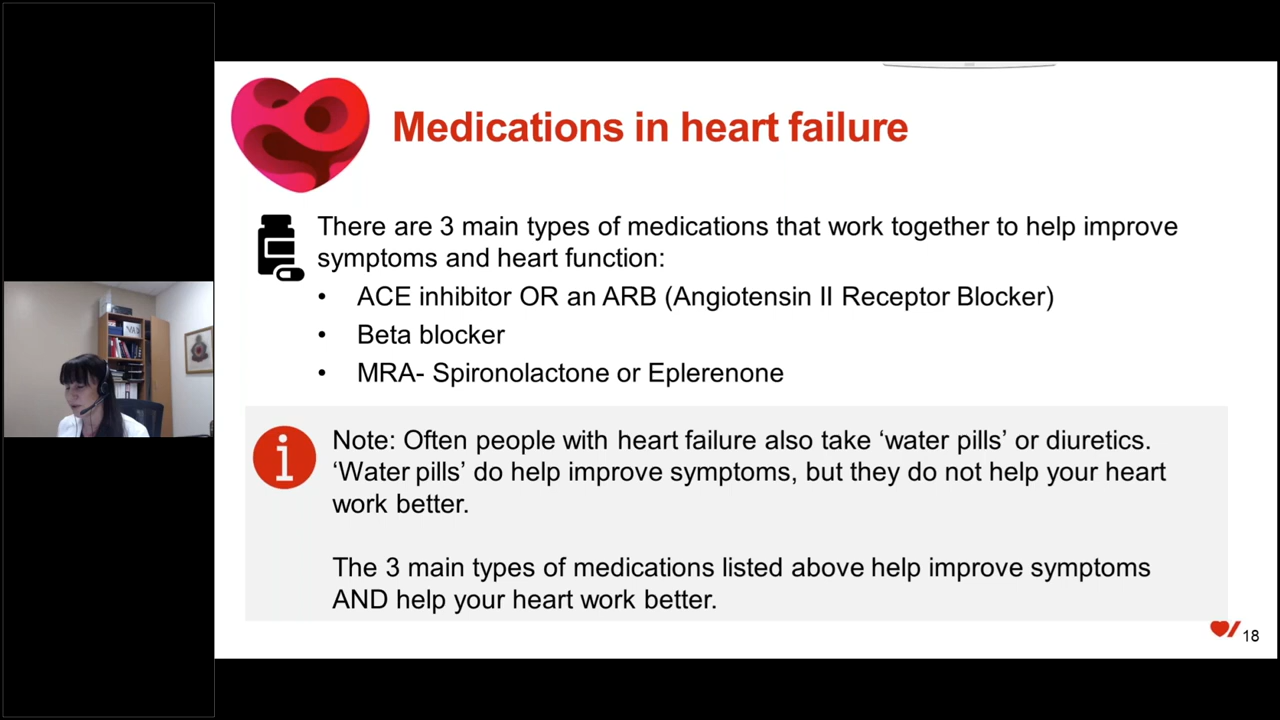 Medications in heart failure
There are 3 main types of medications that work together to help improve
symptoms and heart function:
• ACE inhibitor OR an ARB (Angiotensin II Receptor Blocker)
• Beta blocker
• MRA- Spironolactone or Eplerenone
Note: Often people with heart failure also take ‘water pills’ or diuretics.
‘Water pills’ do help improve symptoms, but they do not help your heart
work better.
The 3 main types of medications listed above help improve symptoms
AND help your heart work better.
18